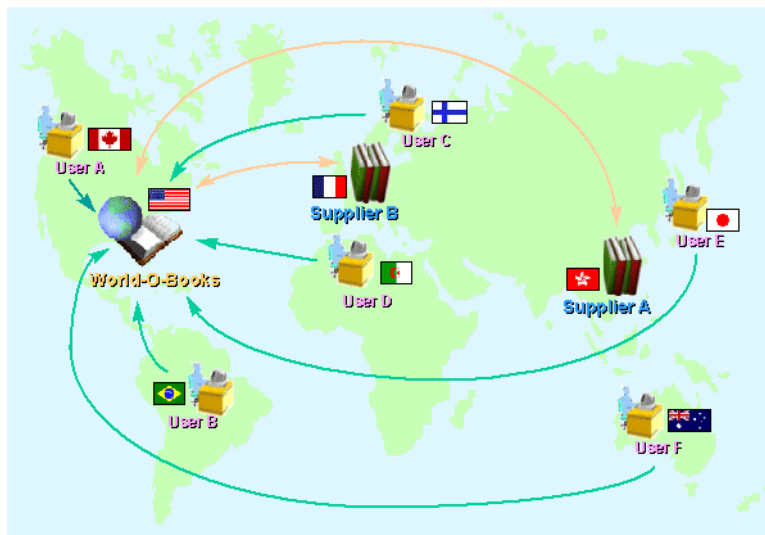 User C
User A
Supplier B
User E
World-O-Books
User D
Supplier A
User B
User F